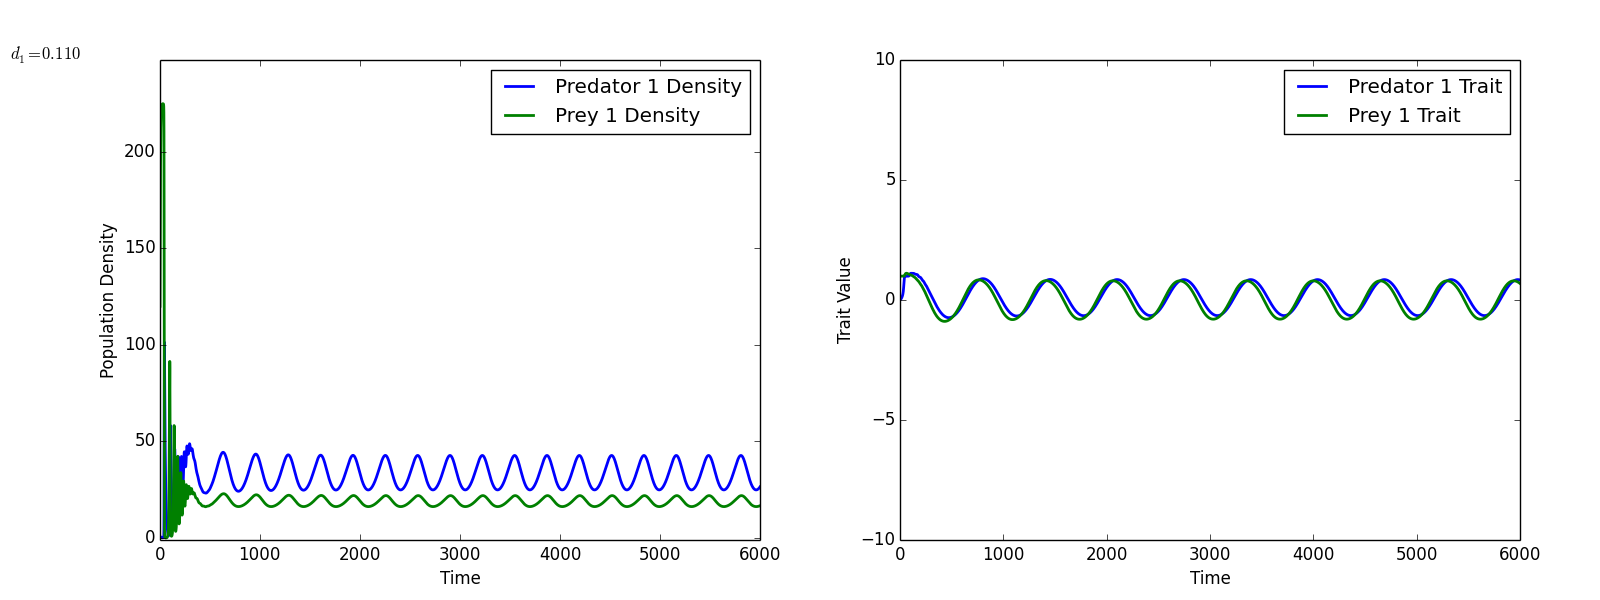 d₁=0.110
Predator 1 Density
Prey 1 Density
Population Density
200
150
100
50
0
0 1000 2000 3000 4000 5000 6000
Time
Predator 1 Trait
Prey 1 Trait
Trait Value
10
5
0
−5
−10
0 1000 2000 3000 4000 5000 6000
Time